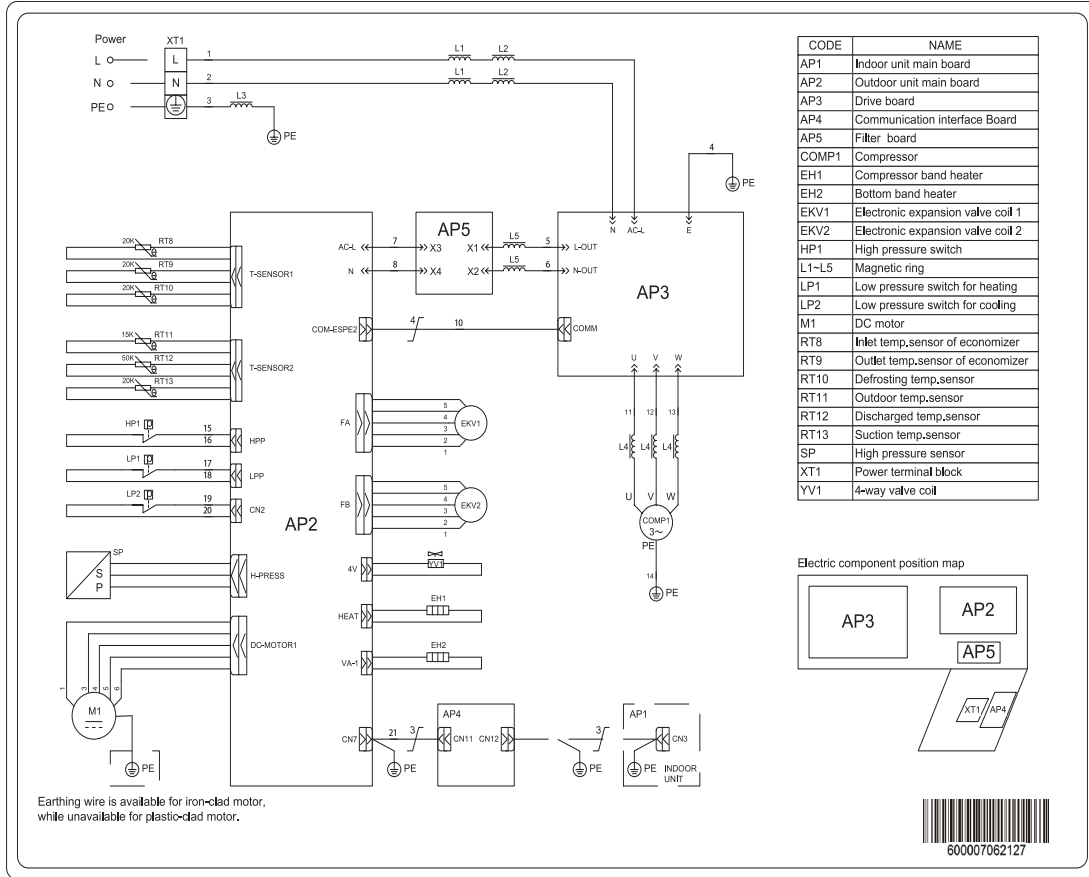 Power
XT1
L
L
1
L1
L2
N
N
2
L1
L2
PE
3
L3
PE
4
PE
N
AC-L
E
AP5
AC-L
7
X3
X1
L5
5
L-OUT
N
8
X4
X2
L5
6
N-OUT
AP3
COM-ESPE2
4
10
COMM
U
V
W
20K
RT8
20K
RT9
T-SENSOR1
20K
RT10
15K
RT11
50K
RT12
T-SENSOR2
20K
RT13
HP1
15
16
HPP
LP1
17
18
LPP
LP2
19
20
CN2
AP2
SP
S
P
H-PRESS
DC-MOTOR1
1
3
4
5
6
M1
PE
FA
5
4
3
2
1
EKV1
FB
5
4
3
2
1
EKV2
4V
YV1
HEAT
EH1
VA-1
EH2
11
12
13
L4
L4
L4
U
V
W
COMP1
3~
PE
14
PE
CN7
21
3
PE
AP4
CN11
CN12
PE
3
AP1
PE
CN3
INDOOR
UNIT
Earthing wire is available for iron-clad motor,
while unavailable for plastic-clad motor.
CODE NAME
AP1 Indoor unit main board
AP2 Outdoor unit main board
AP3 Drive board
AP4 Communication interface Board
AP5 Filter board
COMP1 Compressor
EH1 Compressor band heater
EH2 Bottom band heater
EKV1 Electronic expansion valve coil 1
EKV2 Electronic expansion valve coil 2
HP1 High pressure switch
L1~L5 Magnetic ring
LP1 Low pressure switch for heating
LP2 Low pressure switch for cooling
M1 DC motor
RT8 Inlet temp.sensor of economizer
RT9 Outlet temp.sensor of economizer
RT10 Defrosting temp.sensor
RT11 Outdoor temp.sensor
RT12 Discharged temp.sensor
RT13 Suction temp.sensor
SP High pressure sensor
XT1 Power terminal block
YV1 4-way valve coil
Electric component position map
AP3
AP2
AP5
XT1
AP4
600007062127